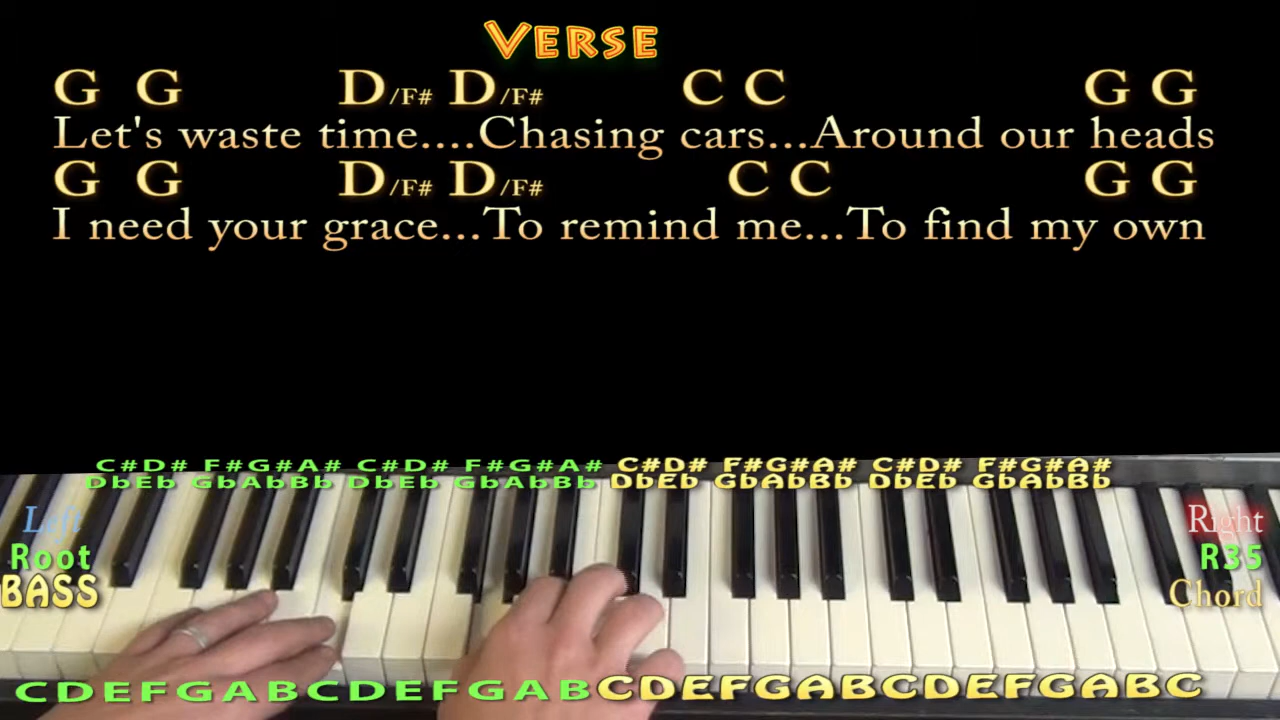 VERSE
G G D/F# D/F# C C G G
Let's waste time....Chasing cars...Around our heads
G G D/F# D/F# C C G G
I need your grace...To remind me...To find my own
C#D# F#G#A# C#D# F#G#A# C#D# F#G#A# C#D# F#G#A#
DbEb GbAbBb DbEb GbAbBb DbEb GbAbBb DbEb GbAbBb
Left
Root
BASS
Right
R35
Chord
CDEFGABCDEFGABCDEFGABCDEFGABC